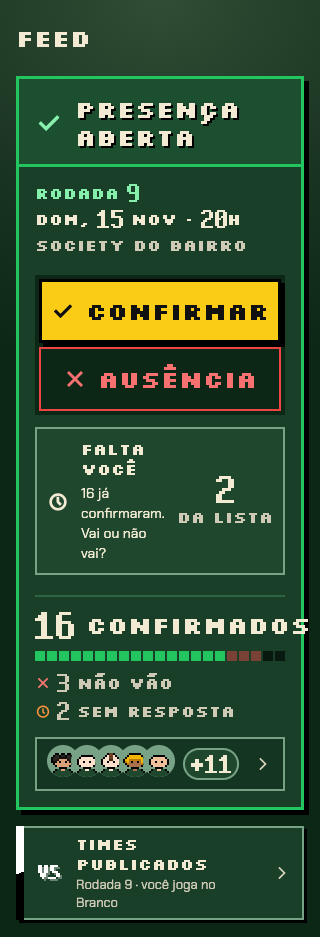 FEED
PRESENÇA
ABERTA
RODADA 9
DOM, 15 NOV · 20H
SOCIETY DO BAIRRO
CONFIRMAR
AUSÊNCIA
FALTA
VOCÊ
16 já
confirmaram.
Vai ou não
vai?
2
DA LISTA
16 CONFIRMADOS
3 NÃO VÃO
2 SEM RESPOSTA
+11
VS
TIMES
PUBLICADOS
Rodada 9 · você joga no
Branco